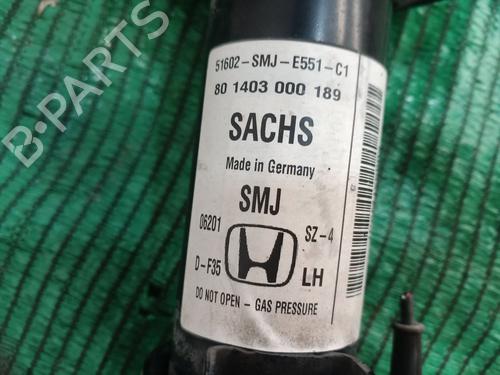 51602-SMJ-E551-C1
80 1403 000 189
SACHS
Made in Germany
SMJ
06201 SZ-4
D-F35 LH
DO NOT OPEN - GAS PRESSURE
B-PARTS